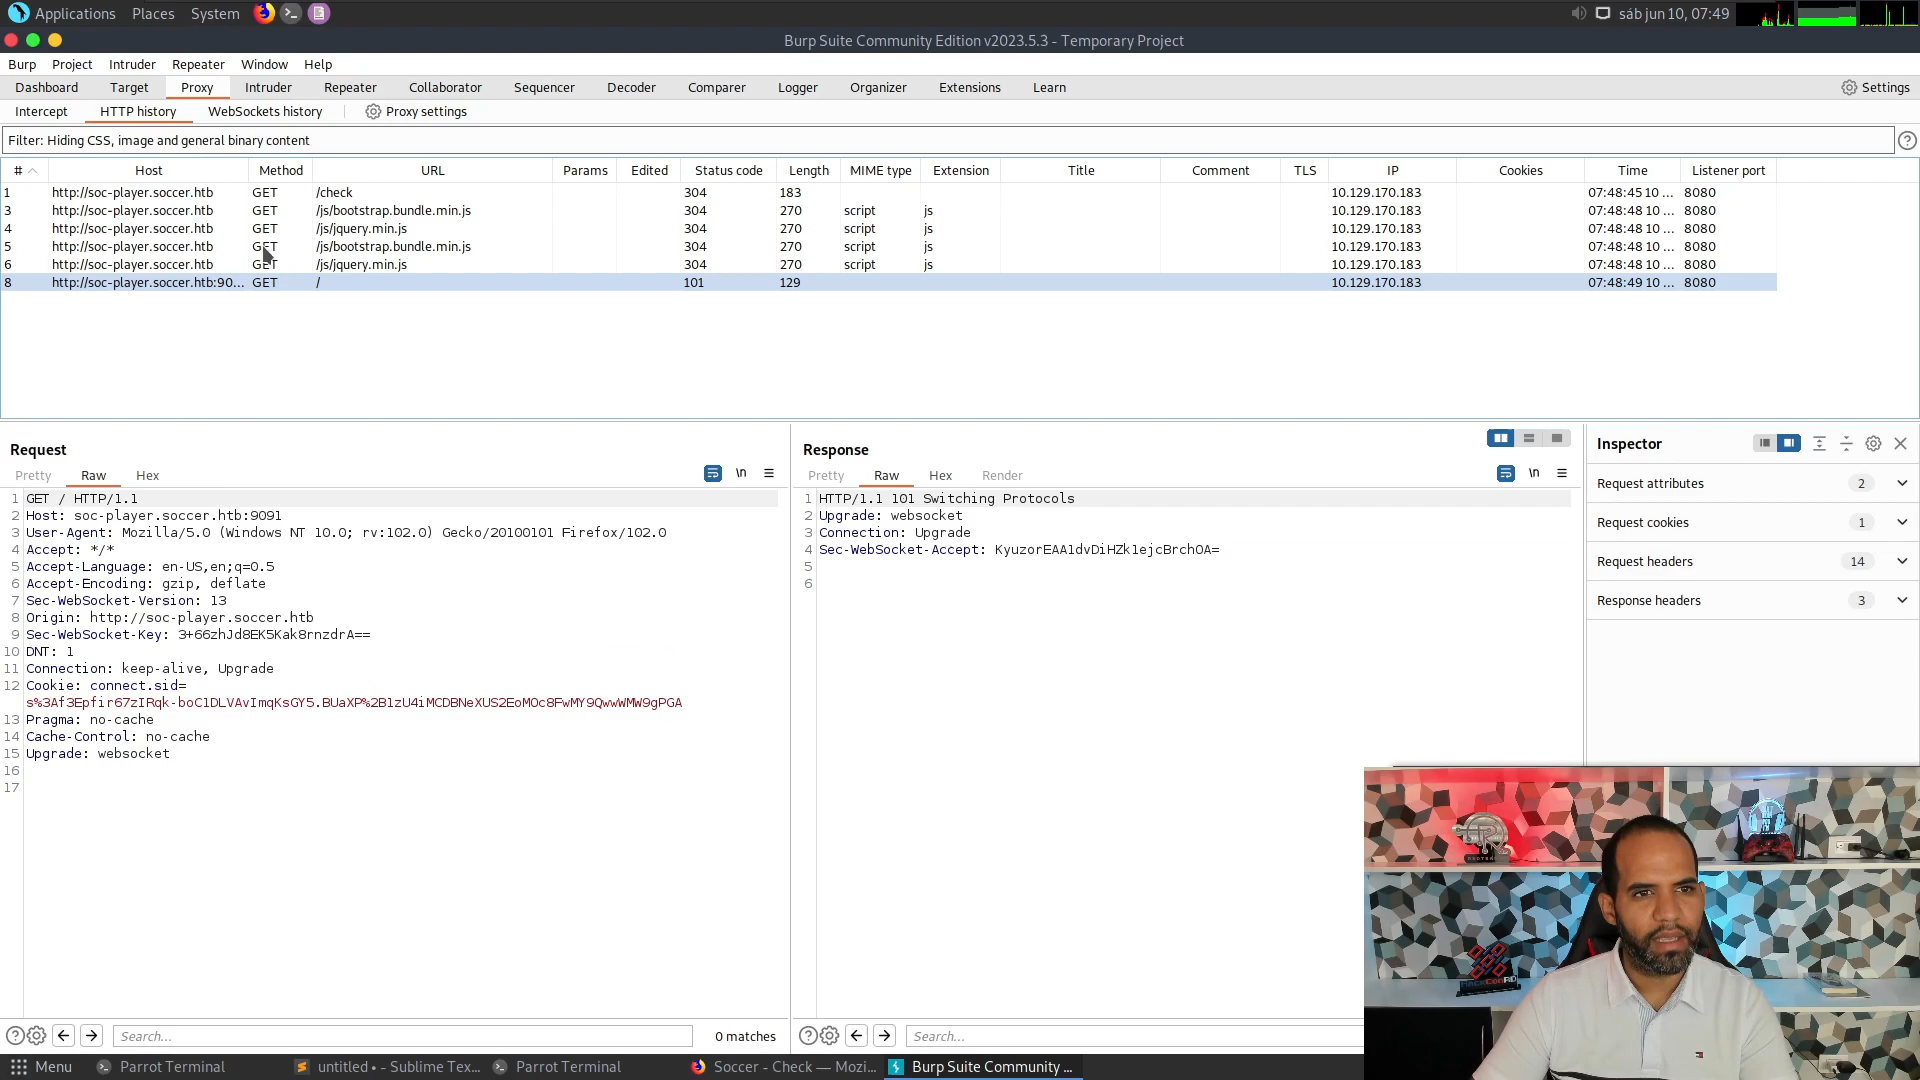 Applications Places System sáb jun 10, 07:49
Burp Suite Community Edition v2023.5.3 - Temporary Project
Burp Project Intruder Repeater Window Help
Dashboard Target Proxy Intruder Repeater Collaborator Sequencer Decoder Comparer Logger Organizer Extensions Learn Settings
Intercept HTTP history WebSockets history Proxy settings
Filter: Hiding CSS, image and general binary content
# Host Method URL Params Edited Status code Length MIME type Extension Title Comment TLS IP Cookies Time Listener port
1 http://soc-player.soccer.htb GET /check 304 183 10.129.170.183 07:48:45 10 ... 8080
3 http://soc-player.soccer.htb GET /js/bootstrap.bundle.min.js 304 270 script js 10.129.170.183 07:48:48 10 ... 8080
4 http://soc-player.soccer.htb GET /js/jquery.min.js 304 270 script js 10.129.170.183 07:48:48 10 ... 8080
5 http://soc-player.soccer.htb GET /js/bootstrap.bundle.min.js 304 270 script js 10.129.170.183 07:48:48 10 ... 8080
6 http://soc-player.soccer.htb GET /js/jquery.min.js 304 270 script js 10.129.170.183 07:48:48 10 ... 8080
8 http://soc-player.soccer.htb:90... GET / 101 129 10.129.170.183 07:48:49 10 ... 8080
Request
Pretty Raw Hex \n
1 GET / HTTP/1.1
2 Host: soc-player.soccer.htb:9091
3 User-Agent: Mozilla/5.0 (Windows NT 10.0; rv:102.0) Gecko/20100101 Firefox/102.0
4 Accept: */*
5 Accept-Language: en-US,en;q=0.5
6 Accept-Encoding: gzip, deflate
7 Sec-WebSocket-Version: 13
8 Origin: http://soc-player.soccer.htb
9 Sec-WebSocket-Key: 3+66zhJd8EK5Kak8rnzdrA==
10 DNT: 1
11 Connection: keep-alive, Upgrade
12 Cookie: connect.sid=
s%3Af3Epfir67zIRqk-boClDLVAvImqKsGY5.BUaXP%2BlzU4iMCDBNeXUS2EoMOc8FwMY9QwwWMW9gPGA
13 Pragma: no-cache
14 Cache-Control: no-cache
15 Upgrade: websocket
16
17
Search... 0 matches
Response
Pretty Raw Hex Render \n
1 HTTP/1.1 101 Switching Protocols
2 Upgrade: websocket
3 Connection: Upgrade
4 Sec-WebSocket-Accept: KyuzorEAA1dvDiHZk1ejcBrchOA=
5
6
Search...
Inspector
Request attributes 2
Request cookies 1
Request headers 14
Response headers 3
Menu Parrot Terminal untitled • - Sublime Tex... Parrot Terminal Soccer - Check — Mozi... Burp Suite Community ...